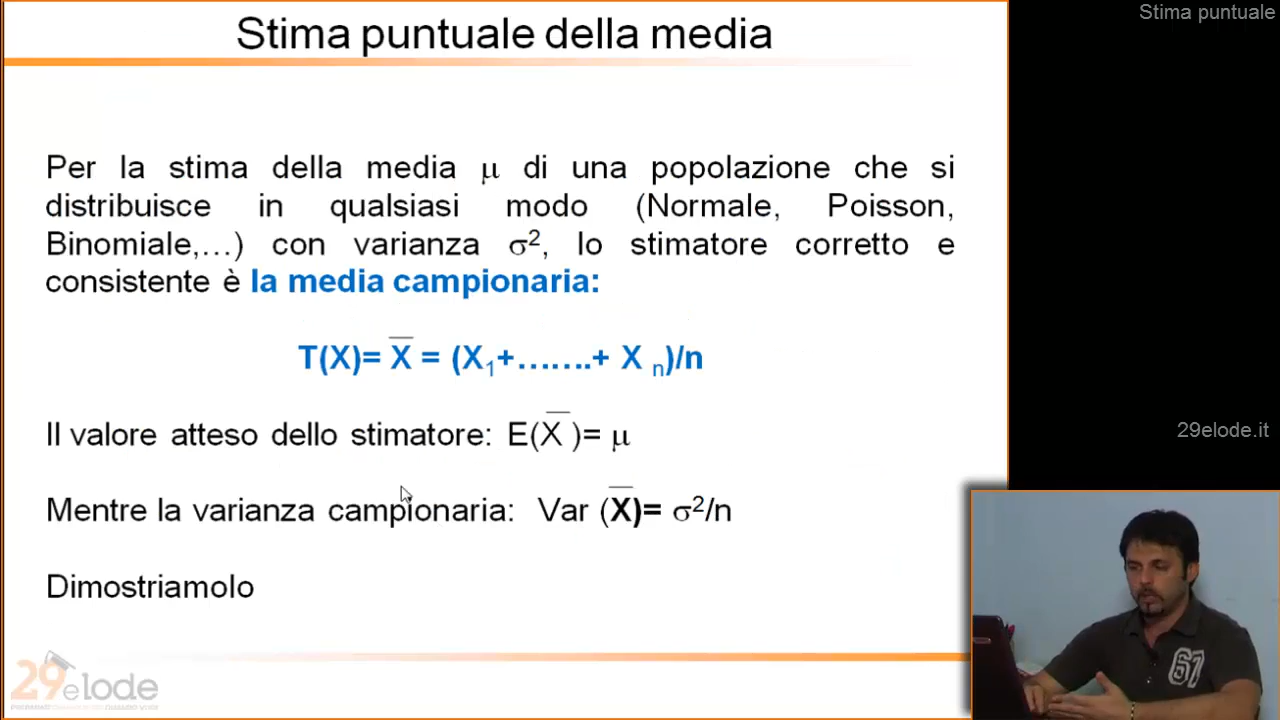 Stima puntuale della media
Stima puntuale
Per la stima della media μ di una popolazione che si
distribuisce in qualsiasi modo (Normale, Poisson,
Binomiale,…) con varianza σ², lo stimatore corretto e
consistente è la media campionaria:
T(X)= X̅ = (X₁+…….+ X ₙ)/n
Il valore atteso dello stimatore: E(X̅ )= μ
Mentre la varianza campionaria: Var (X̅)= σ²/n
Dimostriamolo
29elode.it
29elode
67